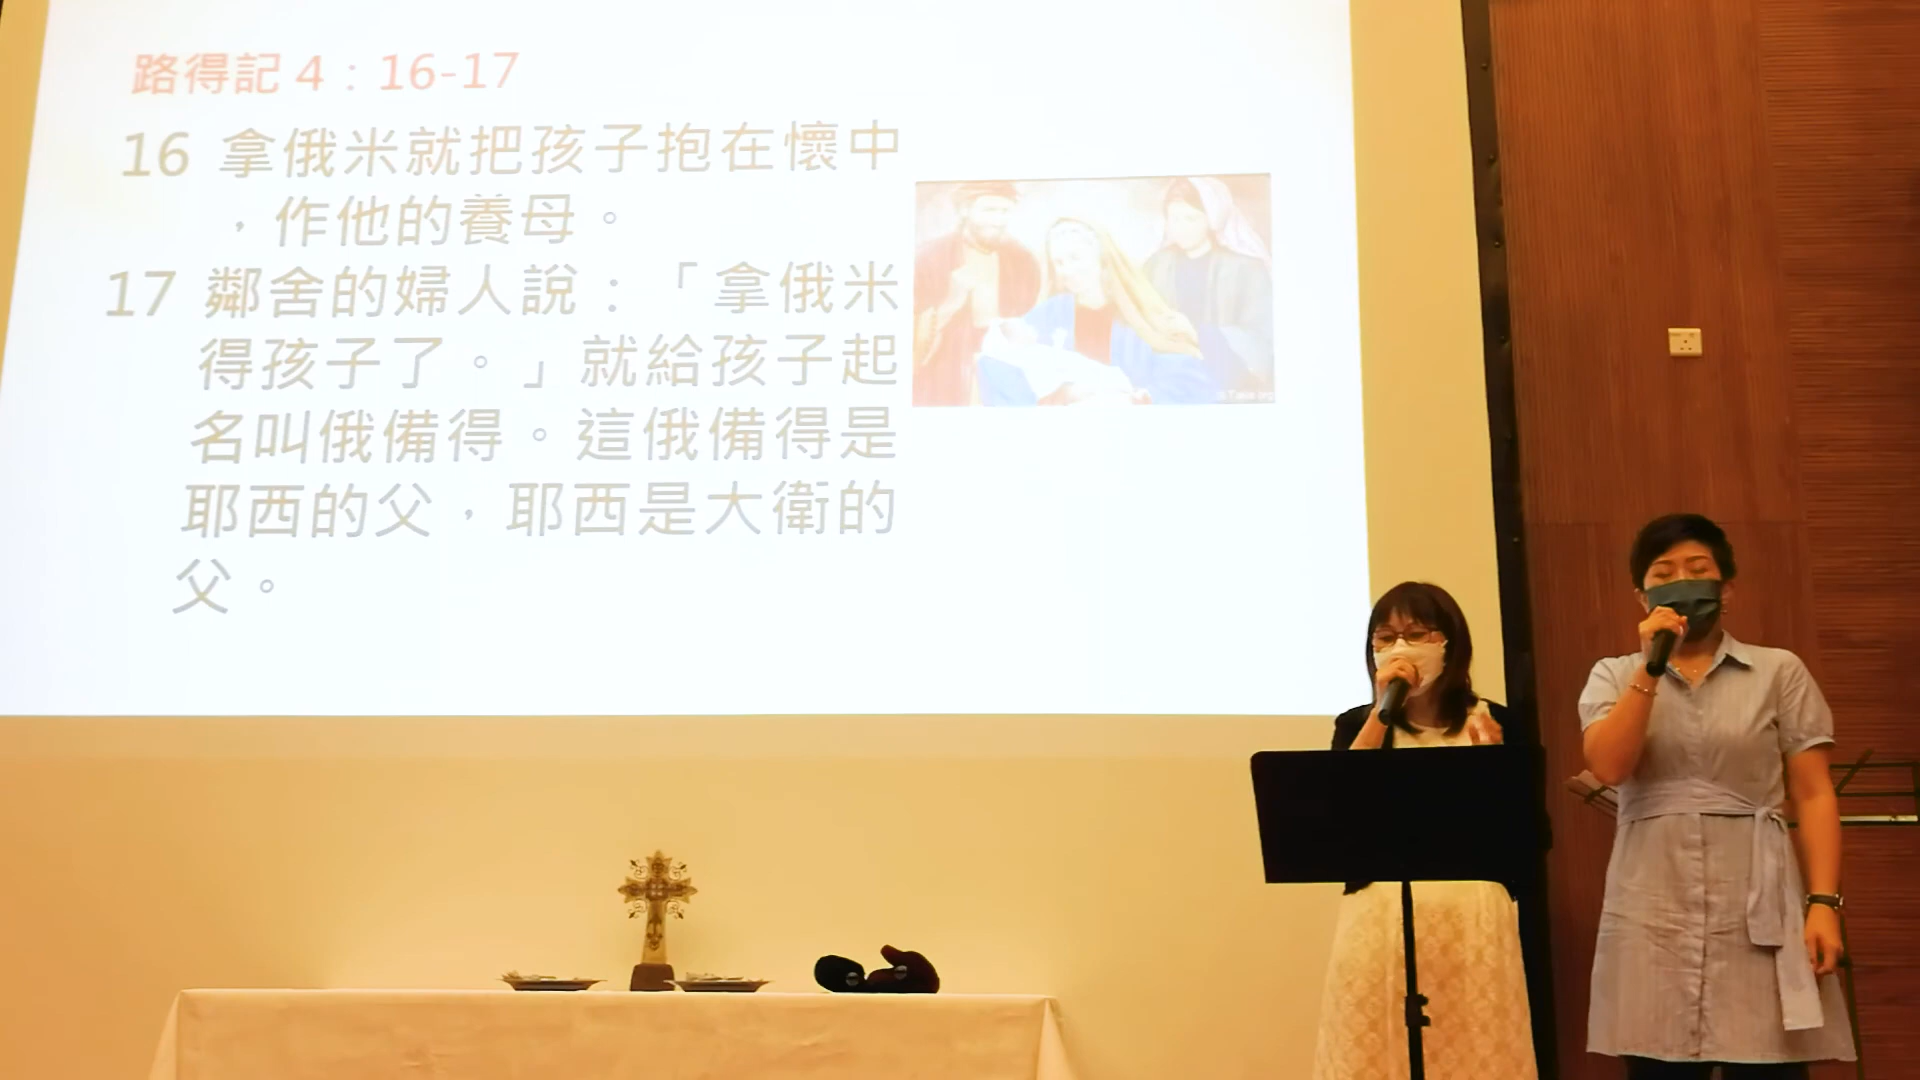 路得記 4：16-17
16 拿俄米就把孩子抱在懷中
，作他的養母。
17 鄰舍的婦人說：「拿俄米
得孩子了。」就給孩子起
名叫俄備得。這俄備得是
耶西的父，耶西是大衛的
父。